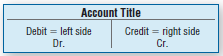 Account Title
Debit = left side Credit = right side
Dr. Cr.